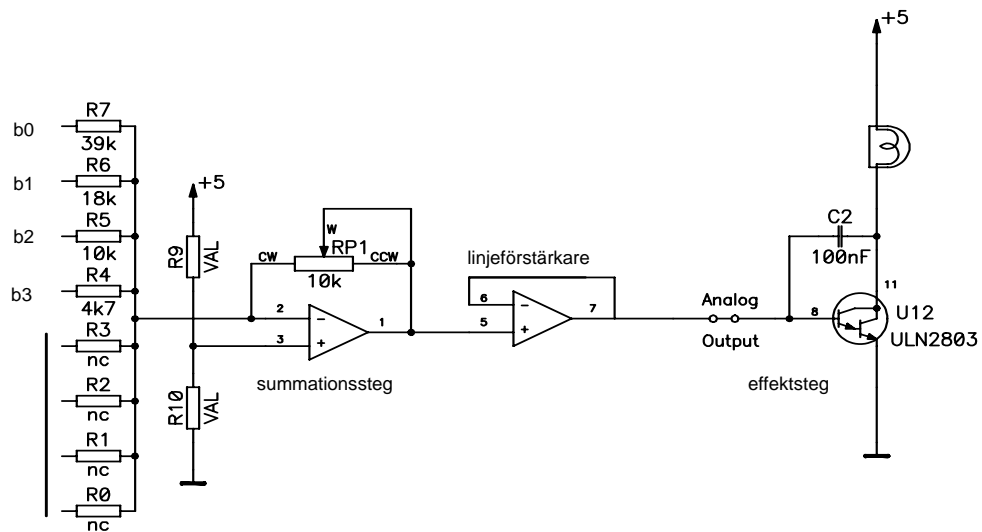 +5
b0
R7
39k
b1
R6
18k
b2
R5
10k
b3
R4
4k7
R3
nc
R2
nc
R1
nc
R0
nc
+5
R9
VAL
R10
VAL
W
CW
RP1
CCW
10k
2
-
3
+
1
summationssteg
linjeförstärkare
6
-
5
+
7
Analog
Output
C2
100nF
11
8
U12
ULN2803
effektsteg